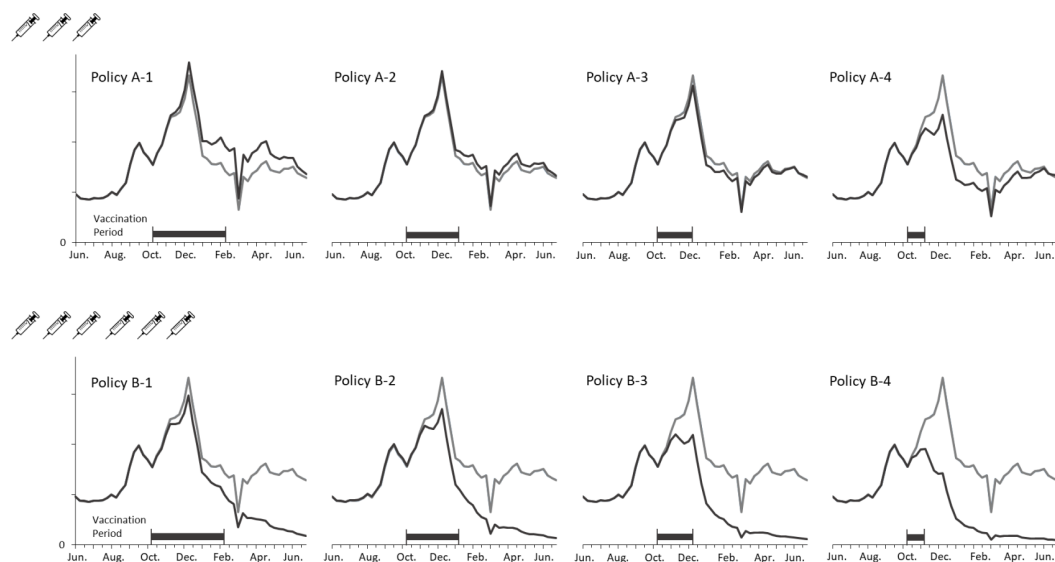 Policy A-1
Policy A-2
Policy A-3
Policy A-4
Vaccination
Period
0
Jun. Aug. Oct. Dec. Feb. Apr. Jun.
Jun. Aug. Oct. Dec. Feb. Apr. Jun.
Jun. Aug. Oct. Dec. Feb. Apr. Jun.
Jun. Aug. Oct. Dec. Feb. Apr. Jun.
Policy B-1
Policy B-2
Policy B-3
Policy B-4
Vaccination
Period
0
Jun. Aug. Oct. Dec. Feb. Apr. Jun.
Jun. Aug. Oct. Dec. Feb. Apr. Jun.
Jun. Aug. Oct. Dec. Feb. Apr. Jun.
Jun. Aug. Oct. Dec. Feb. Apr. Jun.